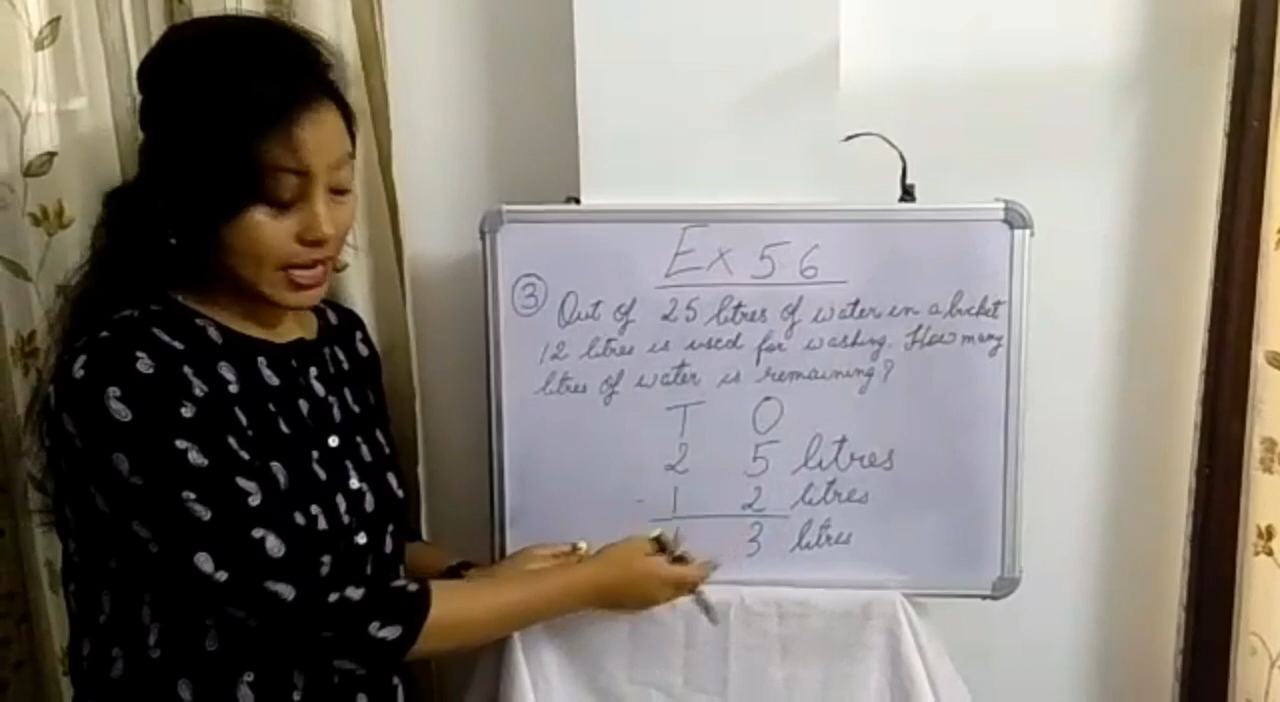 Ex 56
3 Out of 25 litres of water in a bucket
12 litres is used for washing. How many
litres of water is remaining?
T O
2 5 litres
- 1 2 litres
1 3 litres